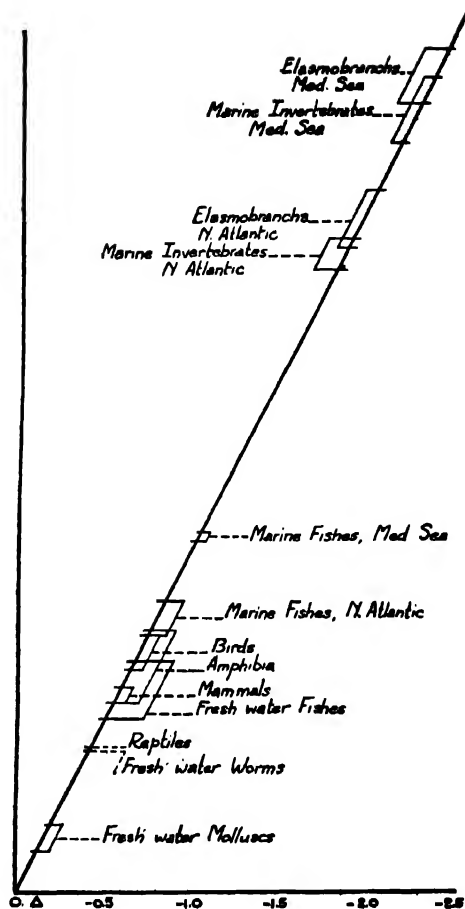 Elasmobranchs
Med. Sea
Marine Invertebrates
Med. Sea
Elasmobranchs
N. Atlantic
Marine Invertebrates
N Atlantic
Marine Fishes, Med Sea
Marine Fishes, N. Atlantic
Birds
Amphibia
Mammals
Fresh water Fishes
Reptiles
Fresh water Worms
Fresh water Molluscs
0. Δ -0.5 -1.0 -1.5 -2.0 -2.5